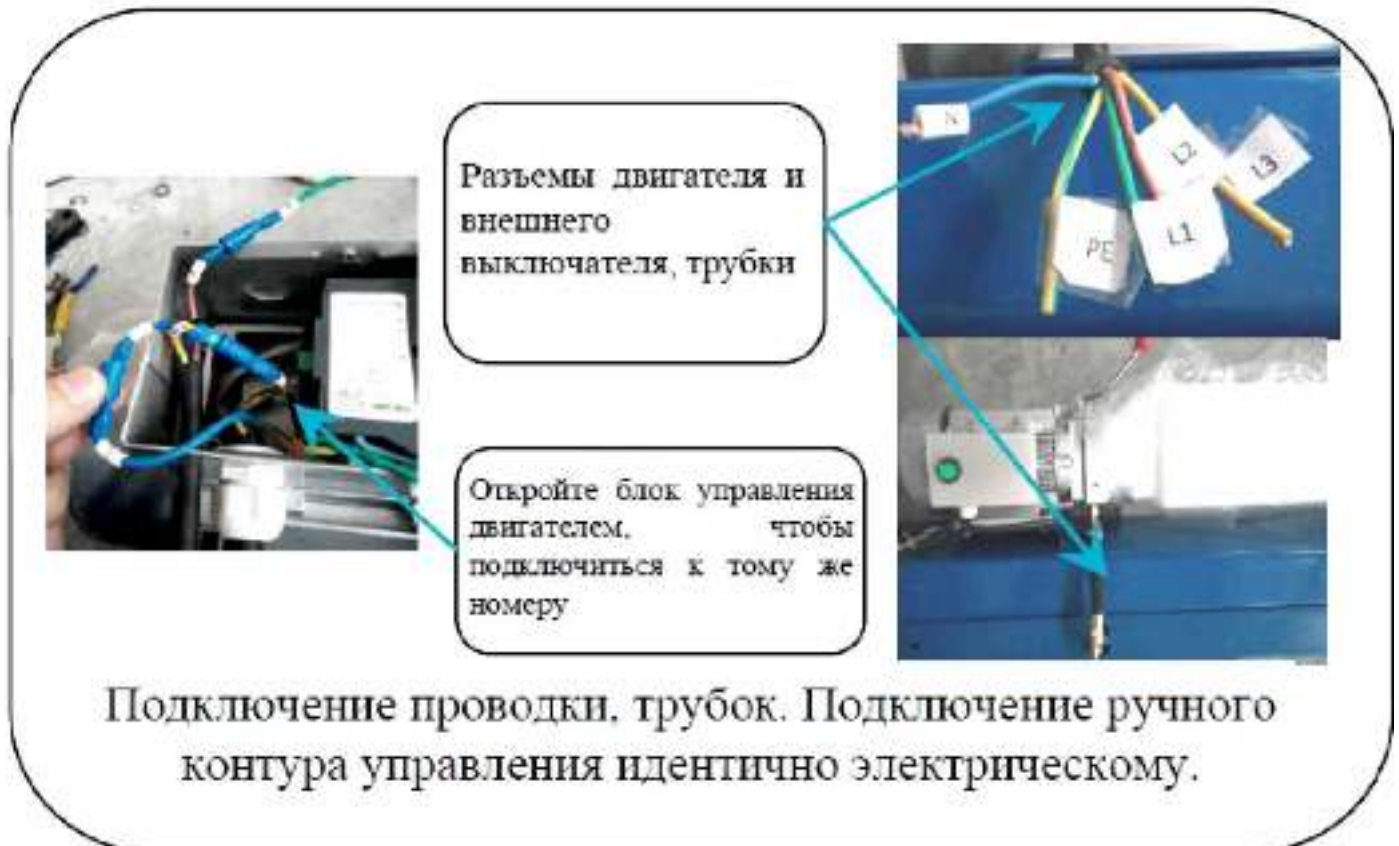 Разъемы двигателя и
внешнего
выключателя, трубки
N
PE
L1
L2
L3
Откройте блок управления
двигателем, чтобы
подключиться к тому же
номеру
Подключение проводки, трубок. Подключение ручного
контура управления идентично электрическому.